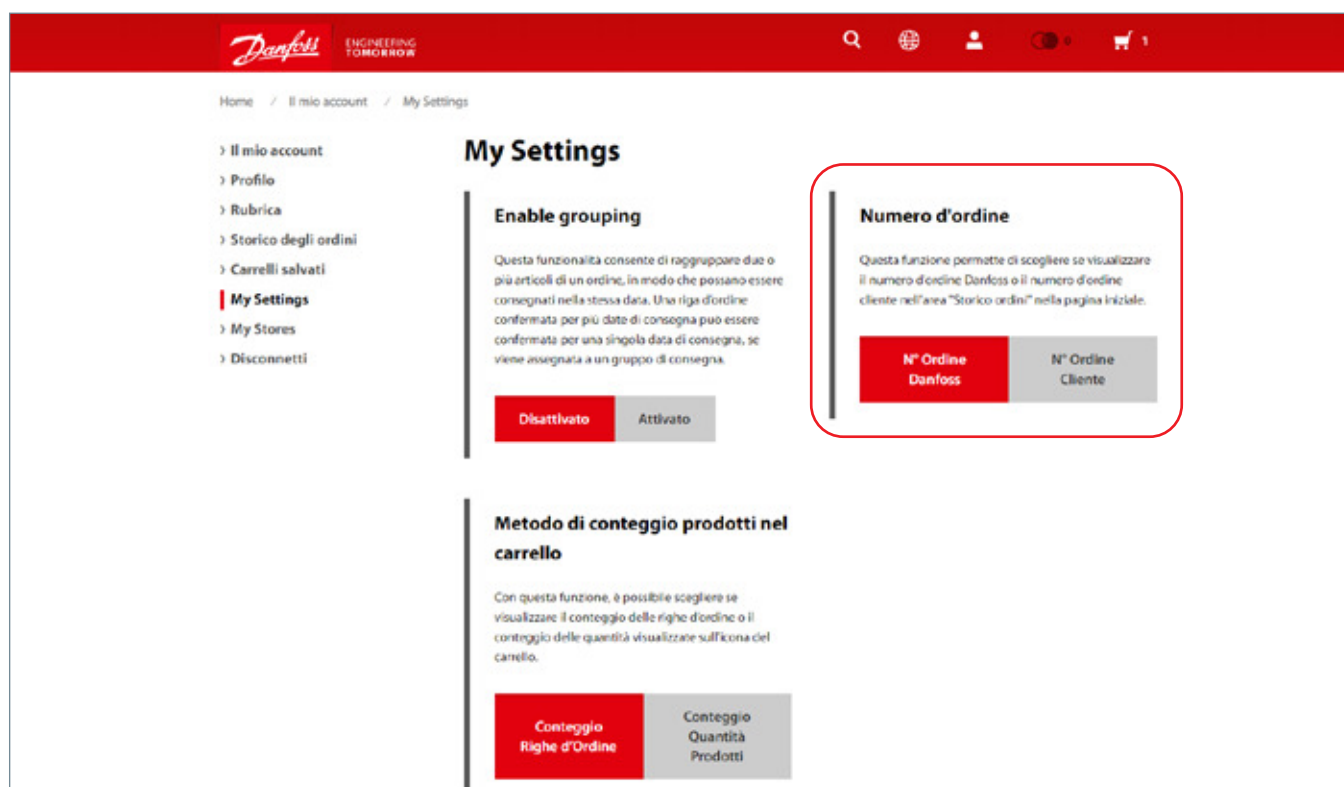 Danfoss
ENGINEERING
TOMORROW
0
1
Home / Il mio account / My Settings
> Il mio account
> Profilo
> Rubrica
> Storico degli ordini
> Carrelli salvati
My Settings
> My Stores
> Disconnetti
My Settings
Enable grouping
Questa funzionalità consente di raggruppare due o
più articoli di un ordine, in modo che possano essere
consegnati nella stessa data. Una riga d'ordine
confermata per più date di consegna può essere
confermata per una singola data di consegna, se
viene assegnata a un gruppo di consegna.
Disattivato
Attivato
Numero d'ordine
Questa funzione permette di scegliere se visualizzare
il numero d'ordine Danfoss o il numero d'ordine
cliente nell'area "Storico ordini" nella pagina iniziale.
N° Ordine
Danfoss
N° Ordine
Cliente
Metodo di conteggio prodotti nel
carrello
Con questa funzione, è possibile scegliere se
visualizzare il conteggio delle righe d'ordine o il
conteggio delle quantità visualizzate sull'icona del
carrello.
Conteggio
Righe d'Ordine
Conteggio
Quantità
Prodotti